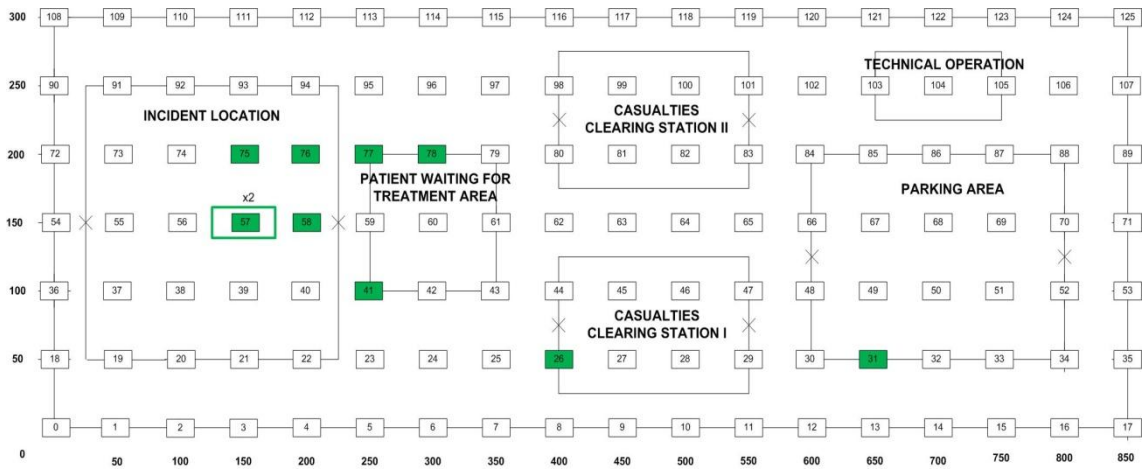 300 108 109 110 111 112 113 114 115 116 117 118 119 120 121 122 123 124 125
TECHNICAL OPERATION
250 90 91 92 93 94 95 96 97 98 99 100 101 102 103 104 105 106 107
INCIDENT LOCATION
CASUALTIES
CLEARING STATION II
200 72 73 74 75 76 77 78 79 80 81 82 83 84 85 86 87 88 89
PATIENT WAITING FOR
TREATMENT AREA
PARKING AREA
x2
150 54 55 56 57 58 59 60 61 62 63 64 65 66 67 68 69 70 71
100 36 37 38 39 40 41 42 43 44 45 46 47 48 49 50 51 52 53
CASUALTIES
CLEARING STATION I
50 18 19 20 21 22 23 24 25 26 27 28 29 30 31 32 33 34 35
0 1 2 3 4 5 6 7 8 9 10 11 12 13 14 15 16 17
0 50 100 150 200 250 300 350 400 450 500 550 600 650 700 750 800 850